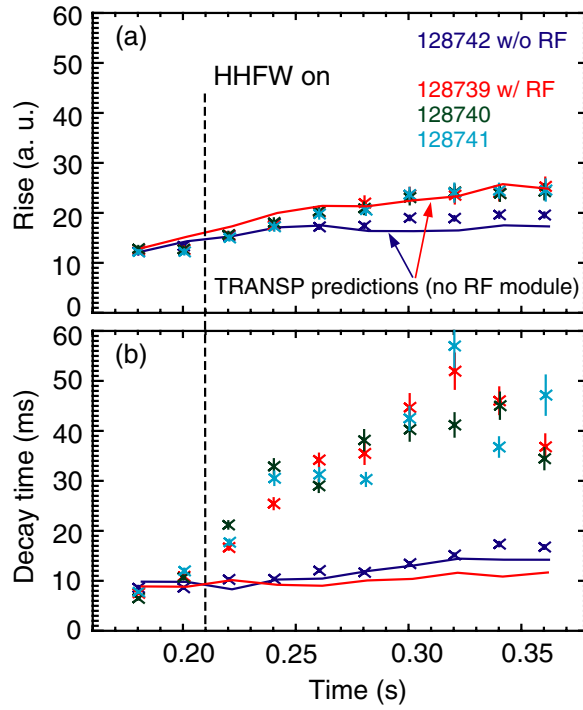 60
(a)
128742 w/o RF
50
HHFW on
128739 w/ RF
40
128740
128741
30
Rise (a. u.)
20
10
TRANSP predictions (no RF module)
0
60
(b)
50
40
30
Decay time (ms)
20
10
0
0.20 0.25 0.30 0.35
Time (s)